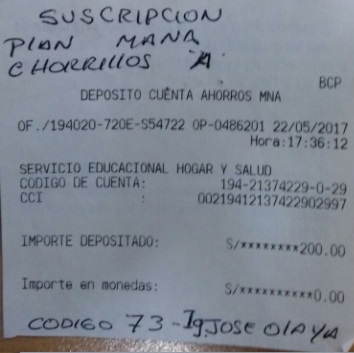 SUSCRIPCION
PLAN MANA
CHORRILLOS A
BCP
DEPOSITO CUENTA AHORROS MNA
OF./194020-720E-S54722 OP-0486201 22/05/2017
Hora:17:36:12
SERVICIO EDUCACIONAL HOGAR Y SALUD
CODIGO DE CUENTA: 194-21374229-0-29
CCI : 00219412137422902997
IMPORTE DEPOSITADO: S/********200.00
Importe en monedas: S/********0.00
CODIGO 73-Ig JOSE OLAYA